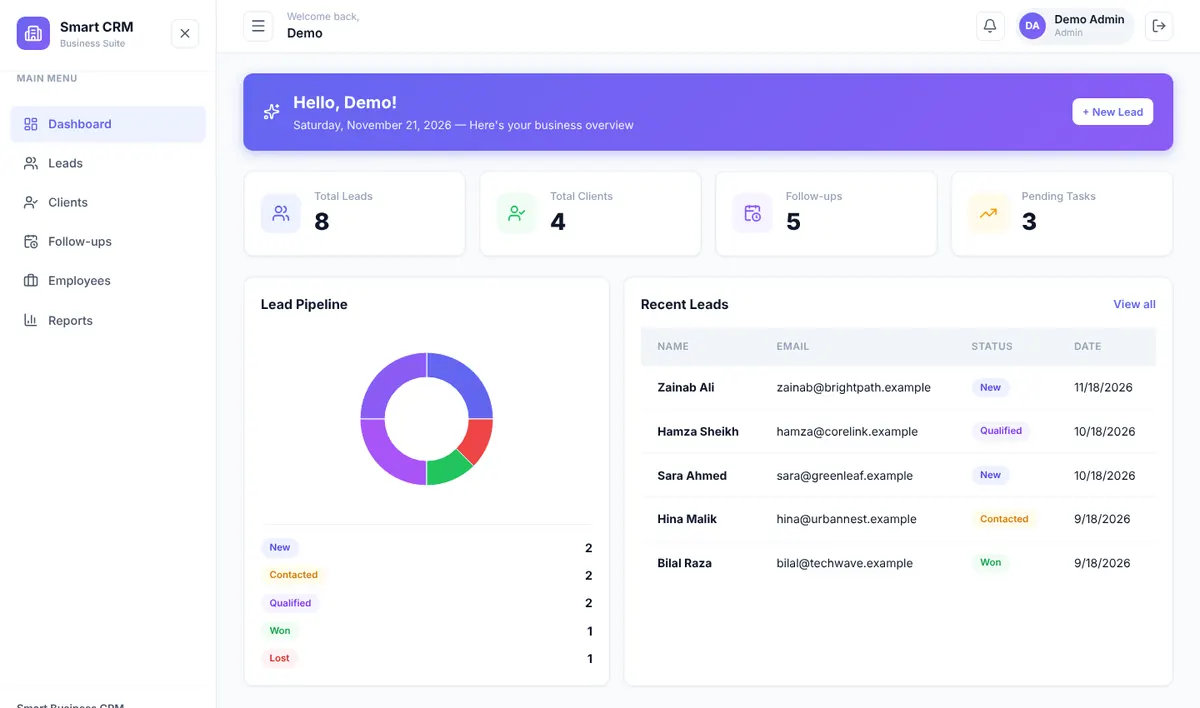 Smart CRM
Business Suite
MAIN MENU
Dashboard
Leads
Clients
Follow-ups
Employees
Reports
Smart Business CRM
Welcome back,
Demo
DA
Demo Admin
Admin
Hello, Demo!
Saturday, November 21, 2026 — Here's your business overview
+ New Lead
Total Leads
8
Total Clients
4
Follow-ups
5
Pending Tasks
3
Lead Pipeline
New 2
Contacted 2
Qualified 2
Won 1
Lost 1
Recent Leads
View all
NAME EMAIL STATUS DATE
Zainab Ali zainab@brightpath.example New 11/18/2026
Hamza Sheikh hamza@corelink.example Qualified 10/18/2026
Sara Ahmed sara@greenleaf.example New 10/18/2026
Hina Malik hina@urbannest.example Contacted 9/18/2026
Bilal Raza bilal@techwave.example Won 9/18/2026